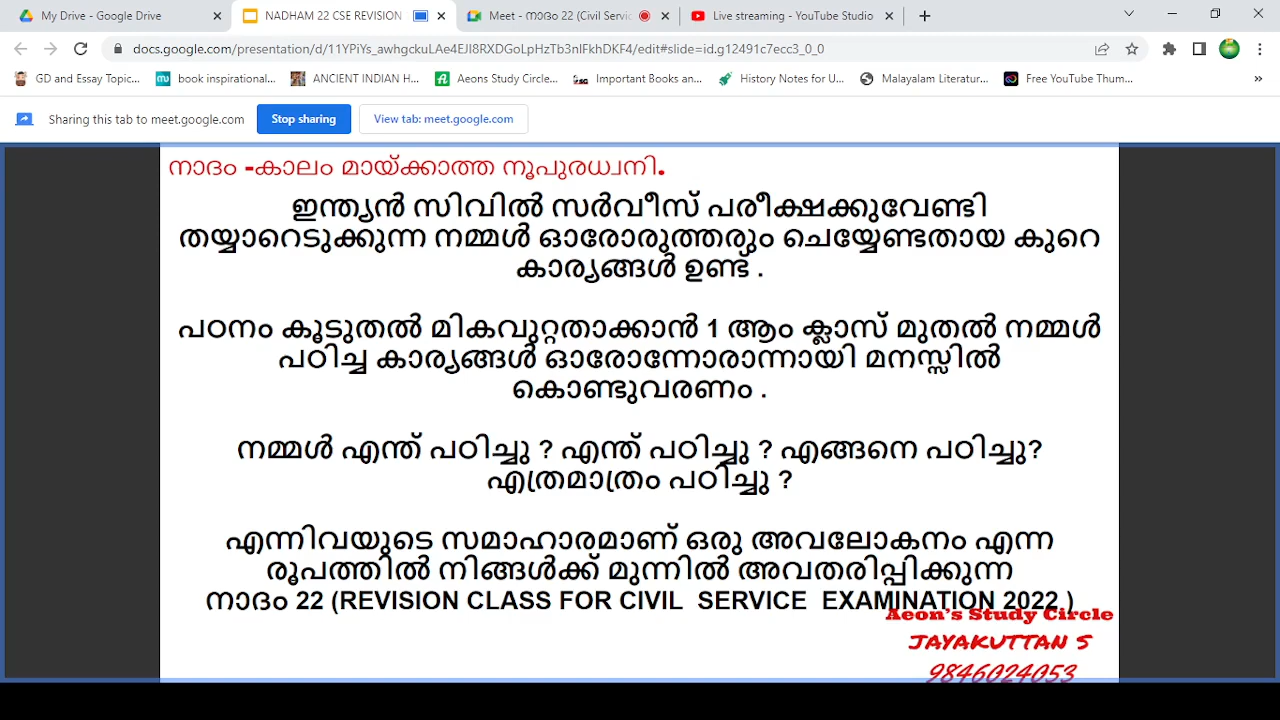 My Drive - Google Drive
NADHAM 22 CSE REVISION
Meet - നാദം 22 (Civil Servic
Live streaming - YouTube Studio
docs.google.com/presentation/d/11YPiYs_awhgckuLAe4EJI8RXDGoLpHzTb3nIFkhDKF4/edit#slide=id.g12491c7ecc3_0_0
GD and Essay Topic...
book inspirational...
ANCIENT INDIAN H...
Aeons Study Circle...
Important Books an...
History Notes for U...
Malayalam Literatur...
Free YouTube Thum...
Sharing this tab to meet.google.com
Stop sharing
View tab: meet.google.com
നാദം -കാലം മായ്ക്കാത്ത നൂപുരധ്വനി.
ഇന്ത്യൻ സിവിൽ സർവീസ് പരീക്ഷക്കുവേണ്ടി
തയ്യാറെടുക്കുന്ന നമ്മൾ ഓരോരുത്തരും ചെയ്യേണ്ടതായ കുറെ
കാര്യങ്ങൾ ഉണ്ട് .
പഠനം കൂടുതൽ മികവുറ്റതാക്കാൻ 1 ആം ക്ലാസ് മുതൽ നമ്മൾ
പഠിച്ച കാര്യങ്ങൾ ഓരോന്നോരാന്നായി മനസ്സിൽ
കൊണ്ടുവരണം .
നമ്മൾ എന്ത് പഠിച്ചു ? എന്ത് പഠിച്ചു ? എങ്ങനെ പഠിച്ചു?
എത്രമാത്രം പഠിച്ചു ?
എന്നിവയുടെ സമാഹാരമാണ് ഒരു അവലോകനം എന്ന
രൂപത്തിൽ നിങ്ങൾക്ക് മുന്നിൽ അവതരിപ്പിക്കുന്ന
നാദം 22 (REVISION CLASS FOR CIVIL SERVICE EXAMINATION 2022.)
Aeon's Study Circle
JAYAKUTTAN S
9846024053